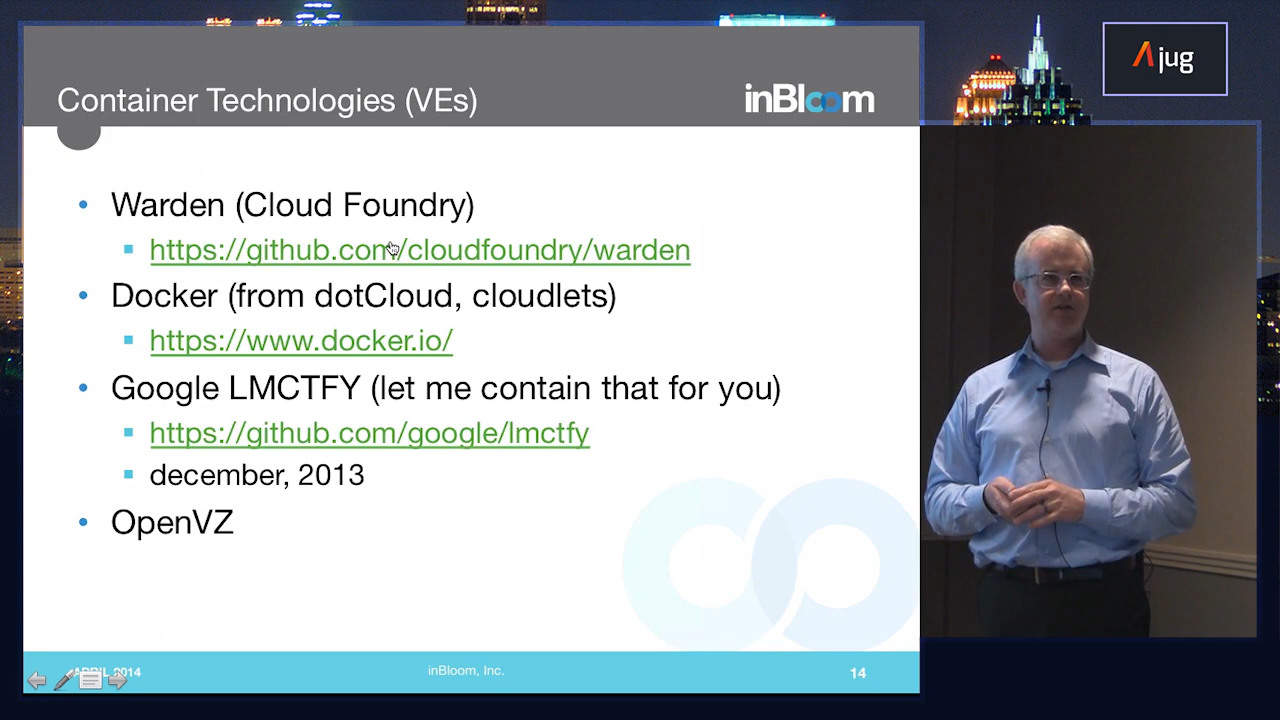 Container Technologies (VEs)
inBloom
Ajug
Warden (Cloud Foundry)
https://github.com/cloudfoundry/warden
Docker (from dotCloud, cloudlets)
https://www.docker.io/
Google LMCTFY (let me contain that for you)
https://github.com/google/lmctfy
december, 2013
OpenVZ
APRIL 2014
inBloom, Inc.
14